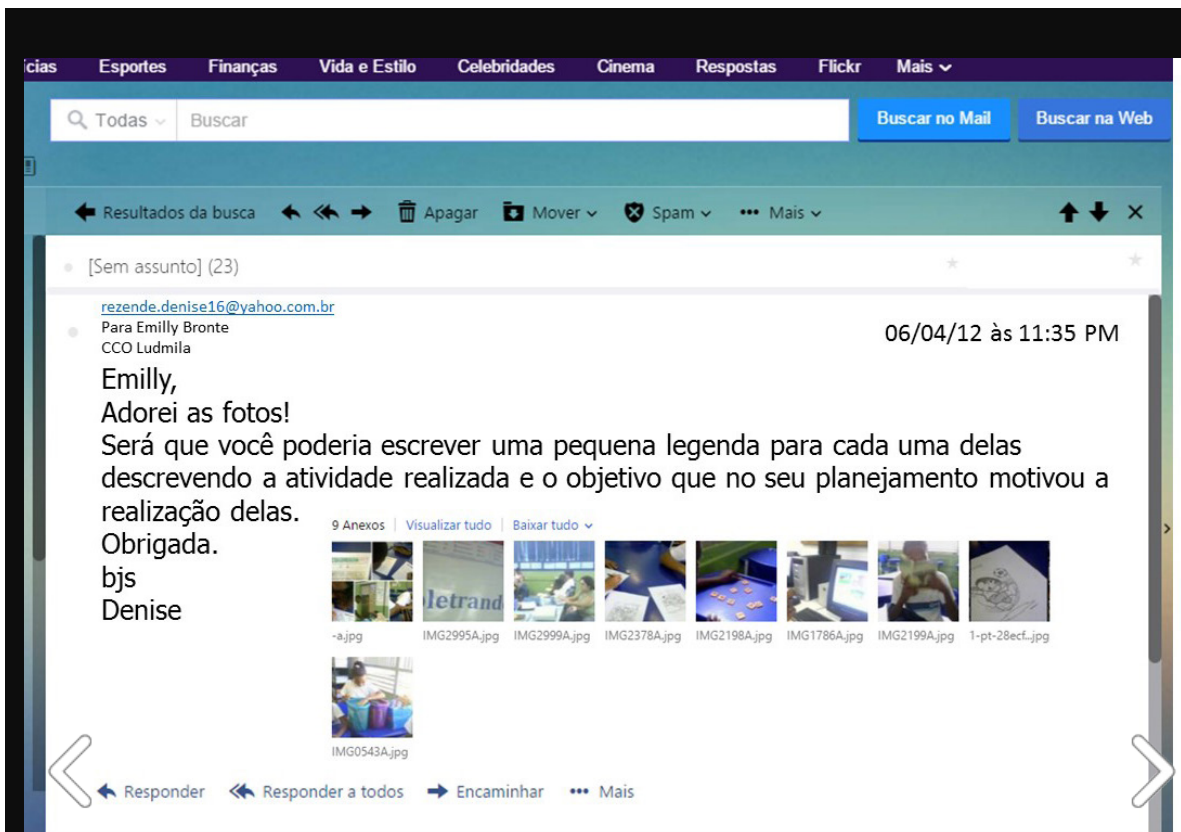 ícias Esportes Finanças Vida e Estilo Celebridades Cinema Respostas Flickr Mais
Todas Buscar Buscar no Mail Buscar na Web
Resultados da busca Apagar Mover Spam Mais
[Sem assunto] (23)
rezende.denise16@yahoo.com.br
Para Emilly Bronte
06/04/12 às 11:35 PM
CCO Ludmila
Emilly,
Adorei as fotos!
Será que você poderia escrever uma pequena legenda para cada uma delas
descrevendo a atividade realizada e o objetivo que no seu planejamento motivou a
realização delas.
Obrigada.
bjs
Denise
9 Anexos Visualizar tudo Baixar tudo
letrand
-a.jpg IMG2995A.jpg IMG2999A.jpg IMG2378A.jpg IMG2198A.jpg IMG1786A.jpg IMG2199A.jpg 1-pt-28ecf...jpg
IMG0543A.jpg
Responder Responder a todos Encaminhar Mais